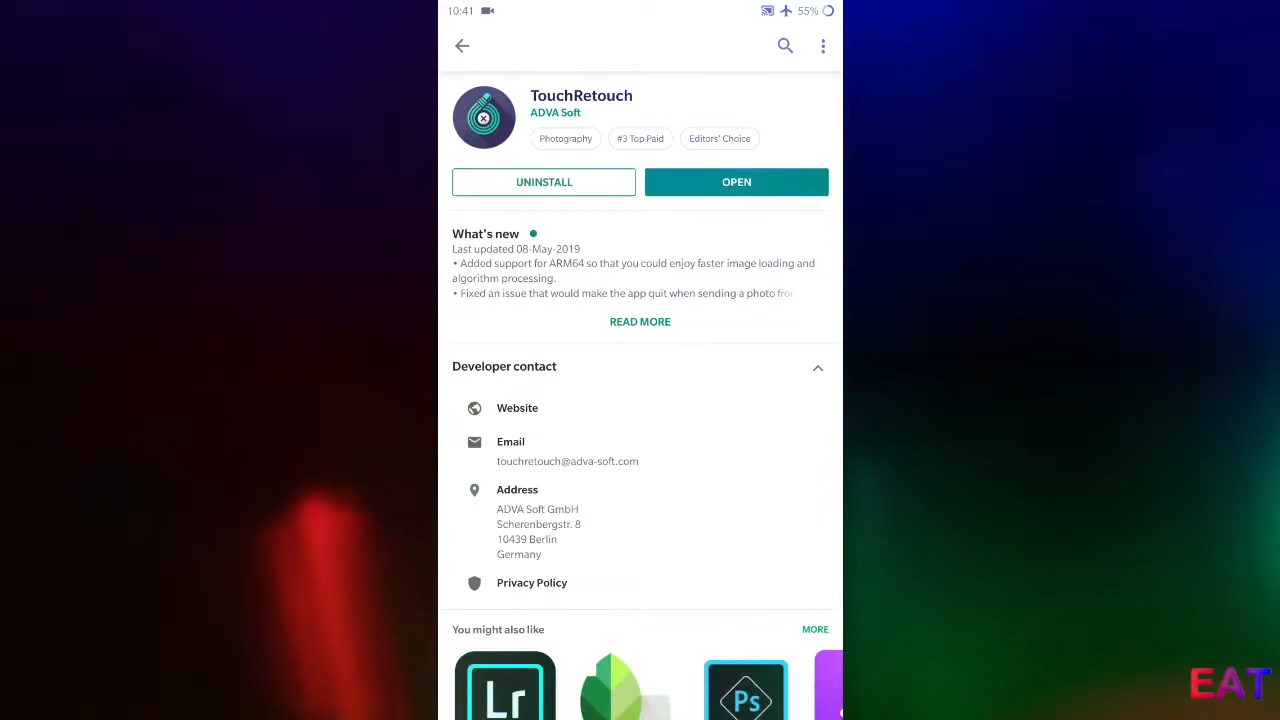 10:41
55%
TouchRetouch
ADVA Soft
Photography
#3 Top Paid
Editors' Choice
UNINSTALL
OPEN
What's new
Last updated 08-May-2019
• Added support for ARM64 so that you could enjoy faster image loading and
algorithm processing.
• Fixed an issue that would make the app quit when sending a photo from
READ MORE
Developer contact
Website
Email
touchretouch@adva-soft.com
Address
ADVA Soft GmbH
Scherenbergstr. 8
10439 Berlin
Germany
Privacy Policy
You might also like
MORE
Lr
Ps
EAT